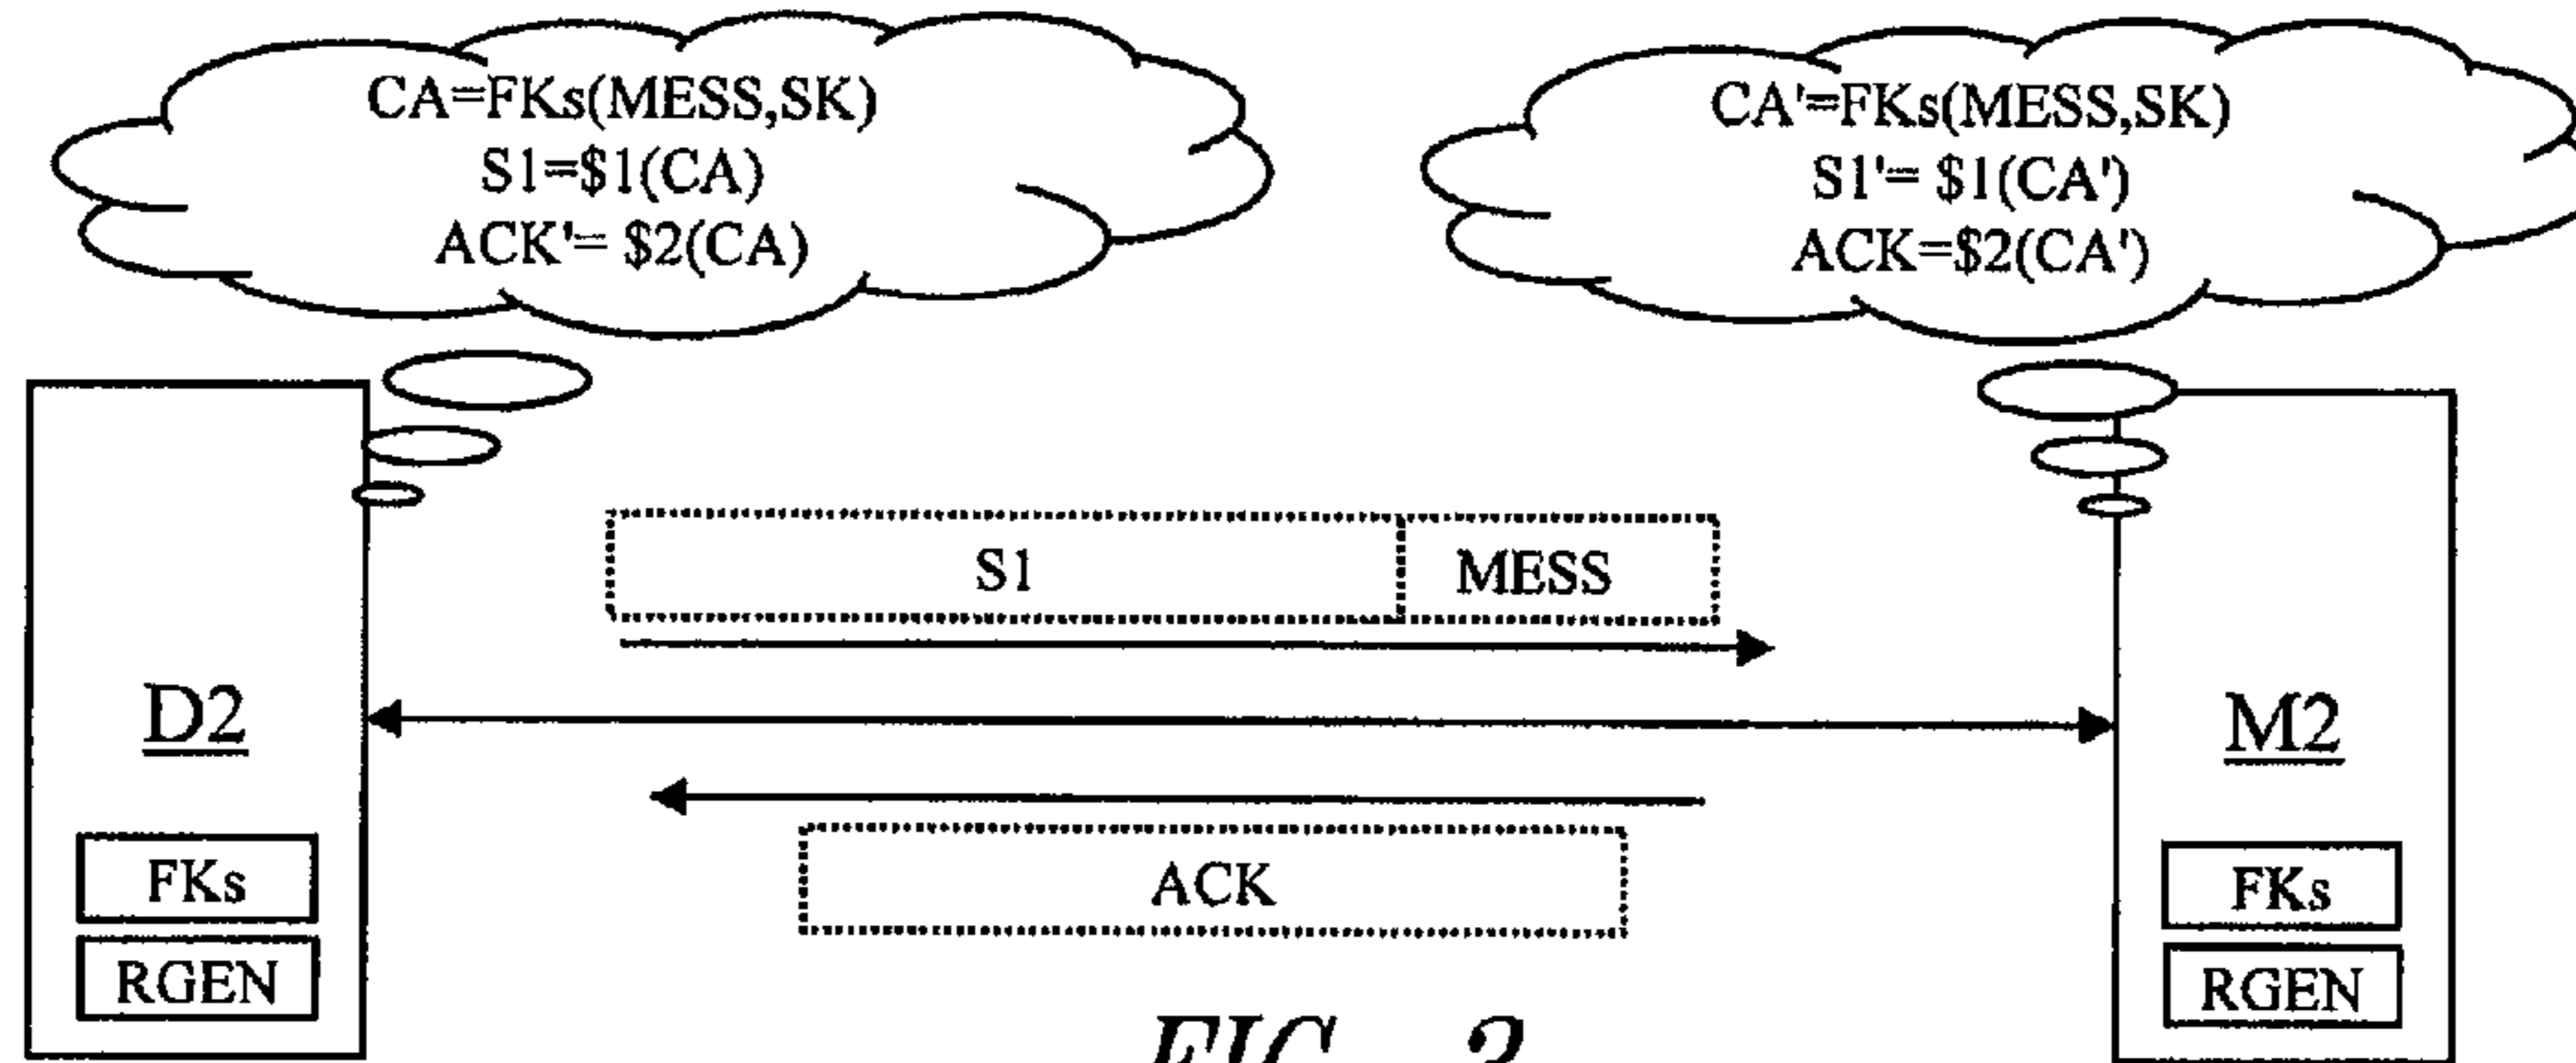 CA=FKs(MESS,SK)
S1=$1(CA)
ACK'= $2(CA)
CA'=FKs(MESS,SK)
S1'= $1(CA')
ACK=$2(CA')
S1 MESS
D2
M2
ACK
FKs
RGEN
FKs
RGEN